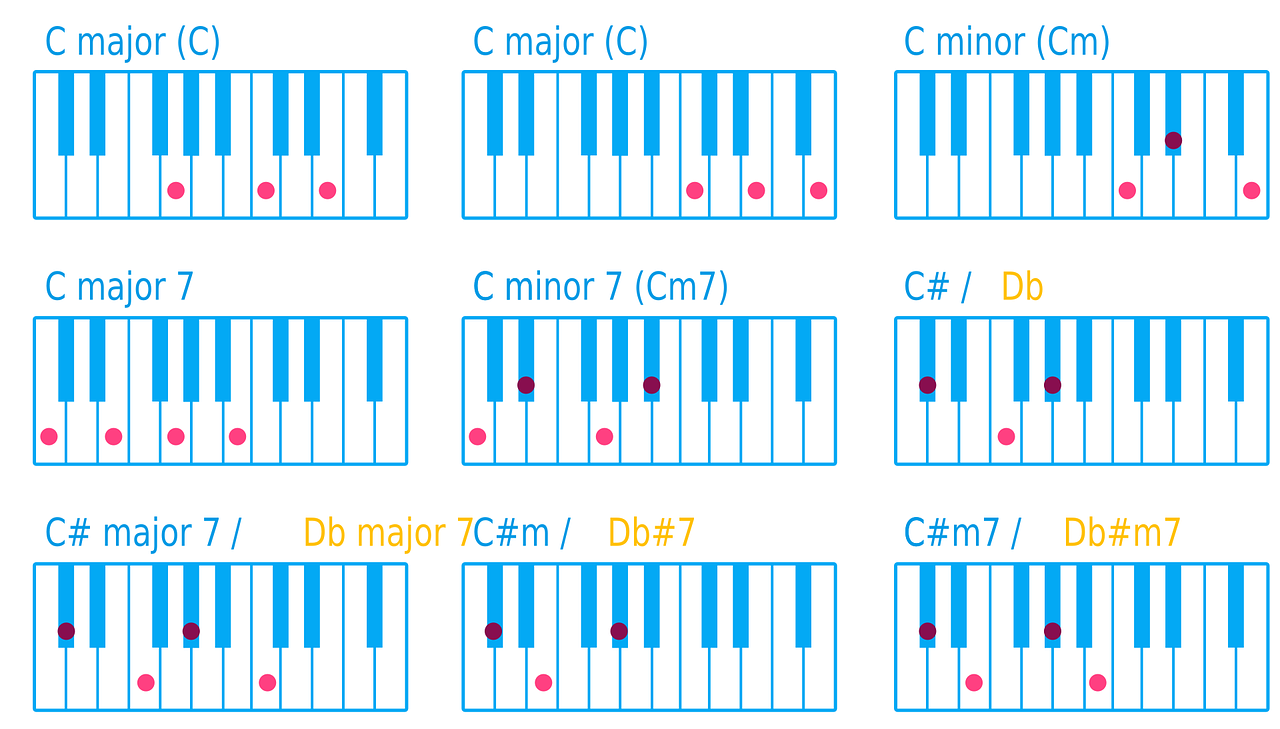 C major (C)
C major (C)
C minor (Cm)
C major 7
C minor 7 (Cm7)
C# / Db
C# major 7 / Db major 7
C#m / Db#7
C#m7 / Db#m7